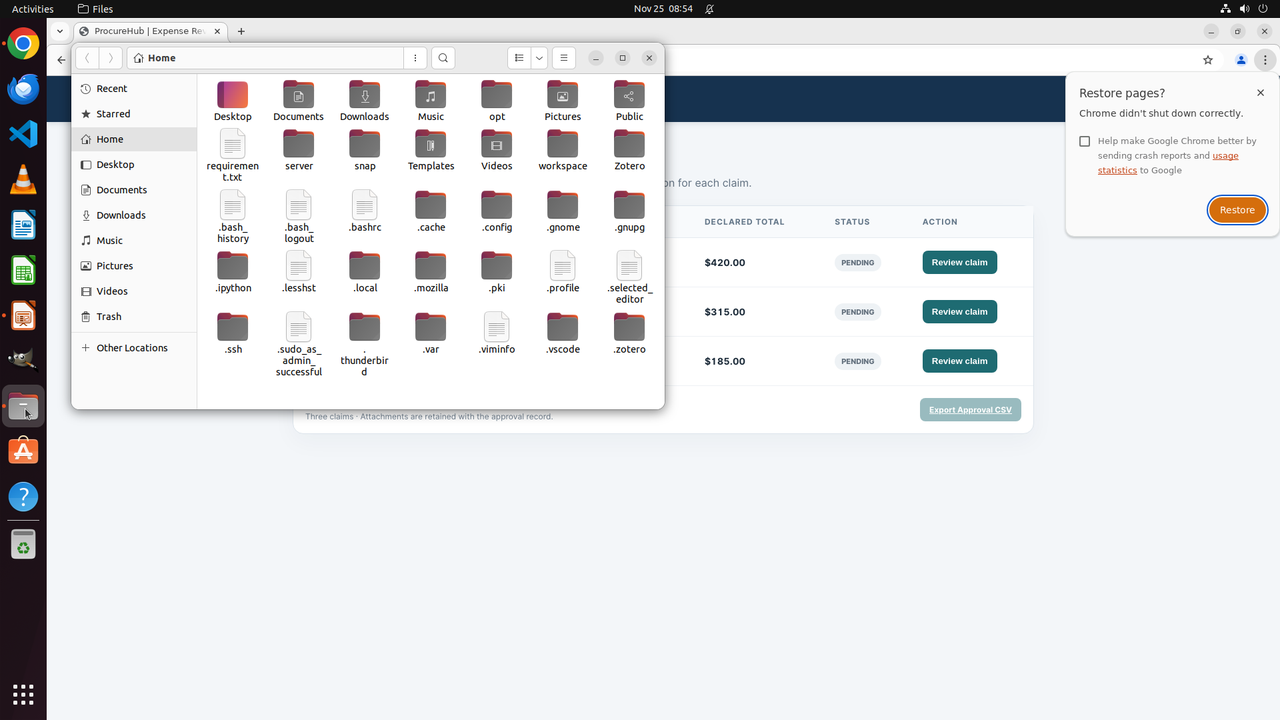 Activities
Files
Nov 25 08:54
ProcureHub | Expense Re
Home
Restore pages?
Chrome didn't shut down correctly.
Help make Google Chrome better by
sending crash reports and usage
statistics to Google
Restore
Recent
Starred
Home
Desktop
Documents
Downloads
Music
Pictures
Videos
Trash
Other Locations
Desktop
Documents
Downloads
Music
opt
Pictures
Public
requiremen
t.txt
server
snap
Templates
Videos
workspace
Zotero
.bash_
history
.bash_
logout
.bashrc
.cache
.config
.gnome
.gnupg
.ipython
.lesshst
.local
.mozilla
.pki
.profile
.selected_
editor
.ssh
.sudo_as_
admin_
successful
.
thunderbir
d
.var
.viminfo
.vscode
.zotero
on for each claim.
DECLARED TOTAL STATUS ACTION
$420.00 PENDING Review claim
$315.00 PENDING Review claim
$185.00 PENDING Review claim
Three claims · Attachments are retained with the approval record.
Export Approval CSV